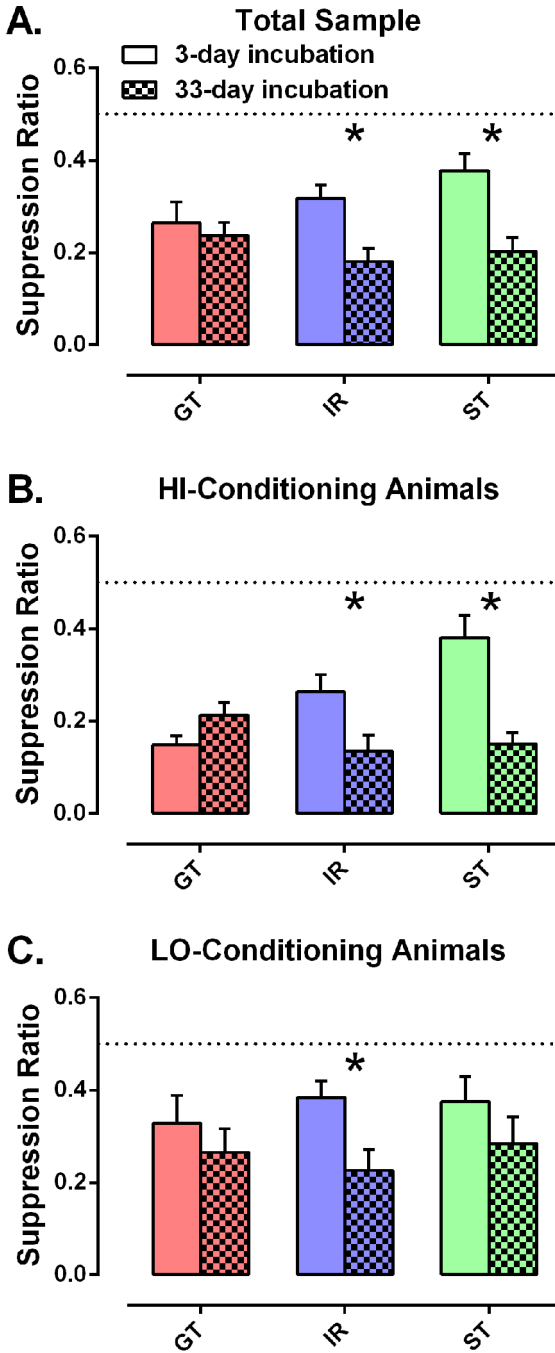 A.
Total Sample
3-day incubation
33-day incubation
Suppression Ratio
0.6
0.4
0.2
0.0
*
*
GT
IR
ST
B.
HI-Conditioning Animals
Suppression Ratio
0.6
0.4
0.2
0.0
*
*
GT
IR
ST
C.
LO-Conditioning Animals
Suppression Ratio
0.6
0.4
0.2
0.0
*
GT
IR
ST